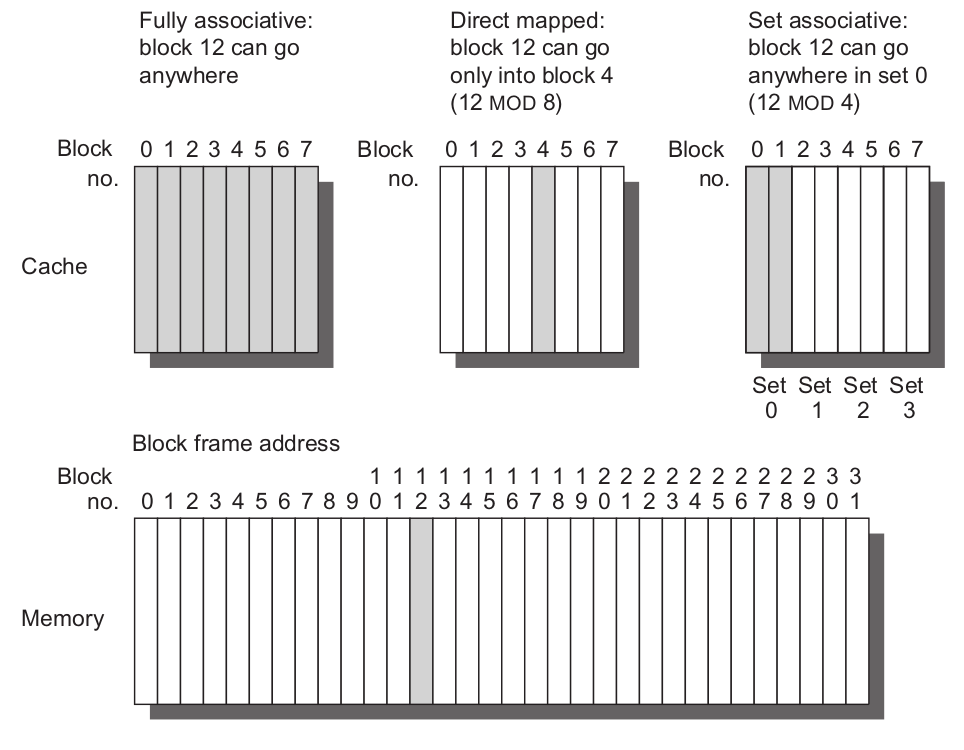 Fully associative:
block 12 can go
anywhere
Direct mapped:
block 12 can go
only into block 4
(12 MOD 8)
Set associative:
block 12 can go
anywhere in set 0
(12 MOD 4)
Block
no.
0 1 2 3 4 5 6 7
Block
no.
0 1 2 3 4 5 6 7
Block
no.
0 1 2 3 4 5 6 7
Cache
Set Set Set Set
0 1 2 3
Block frame address
Block
no.
1 1 1 1 1 1 1 1 1 1 2 2 2 2 2 2 2 2 2 2 3 3
0 1 2 3 4 5 6 7 8 9 0 1 2 3 4 5 6 7 8 9 0 1 2 3 4 5 6 7 8 9 0 1
Memory